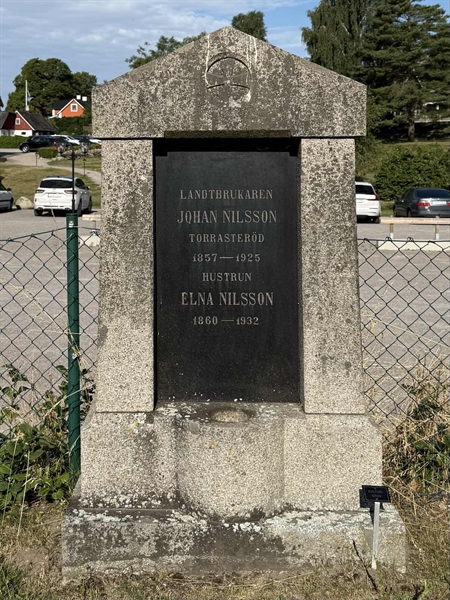 LANDTBRUKAREN
JOHAN NILSSON
TORRASTERÖD
1857—1925
HUSTRUN
ELNA NILSSON
1860—1932